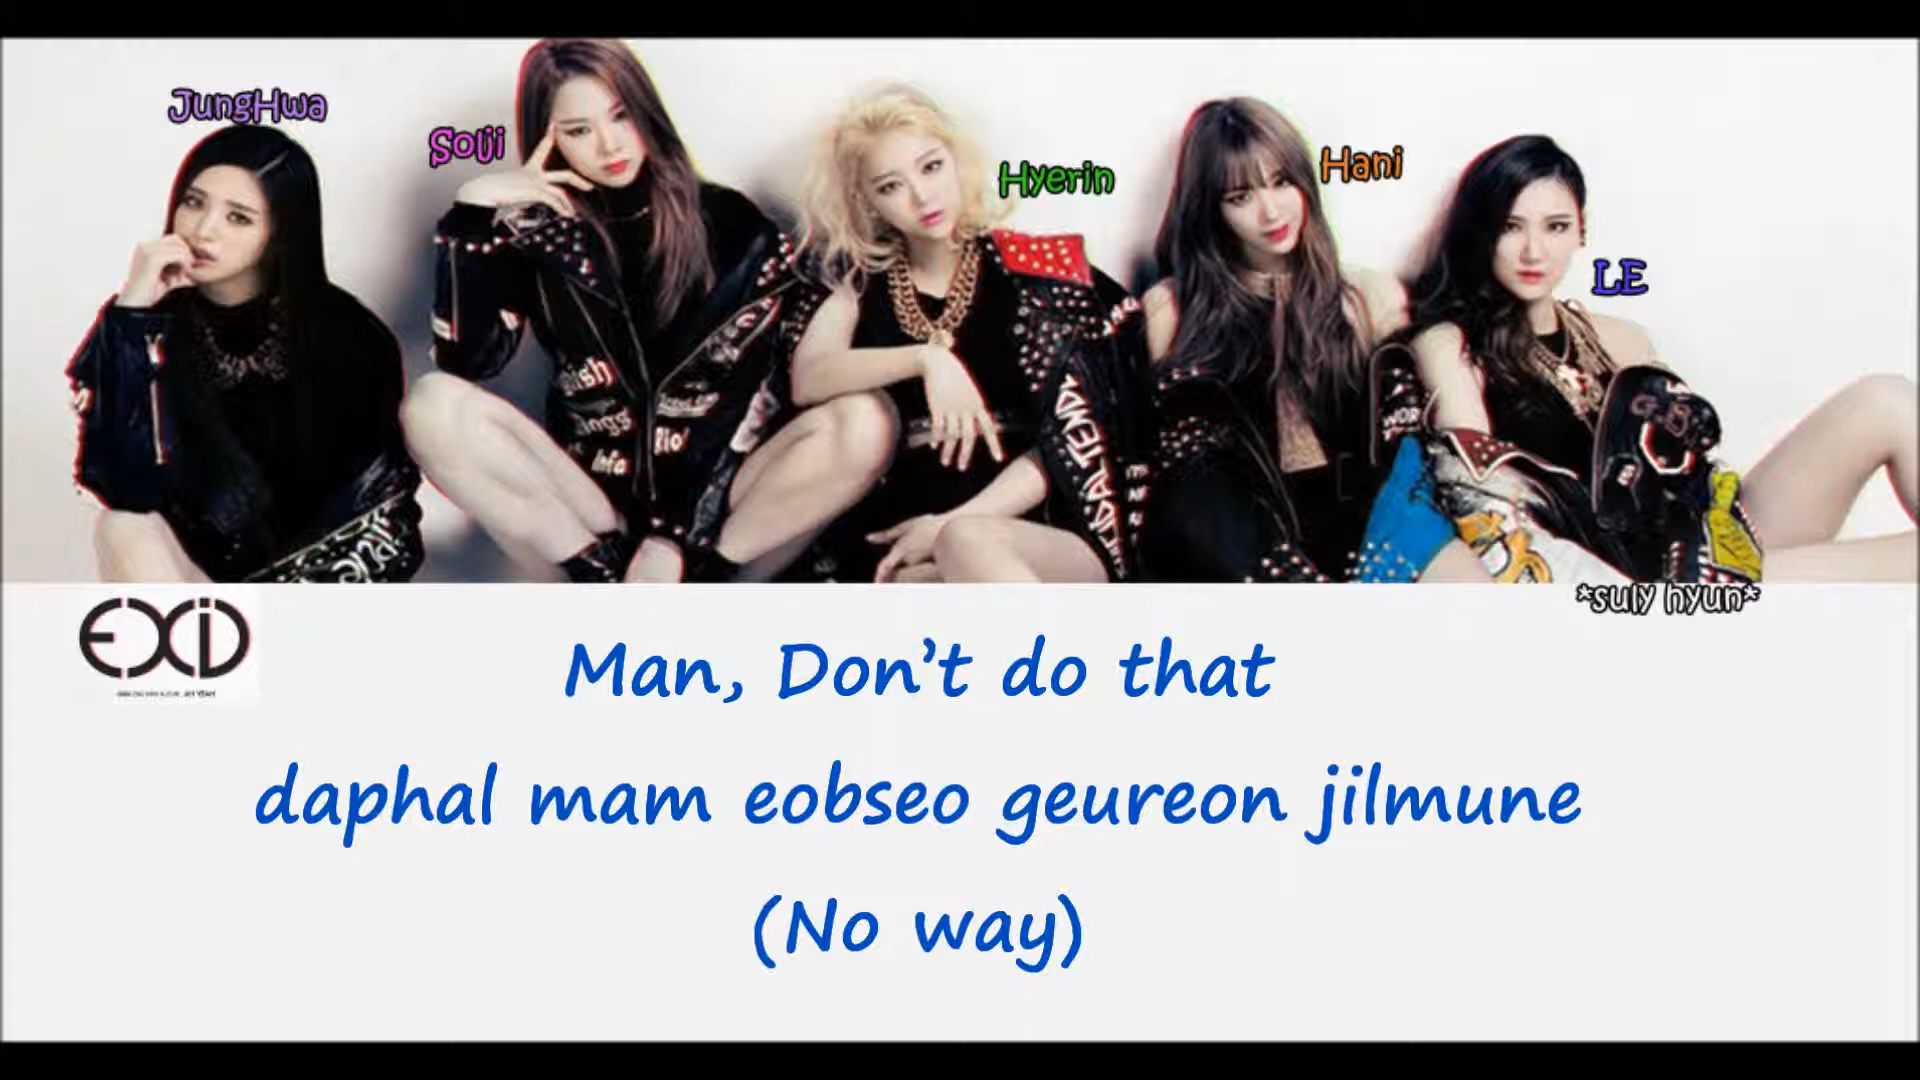 JungHwa
Solji
Hyerin
Hani
LE
*suly hyun*
EXID
Man, Don't do that
daphal mam eobseo geureon jilmune
(No way)